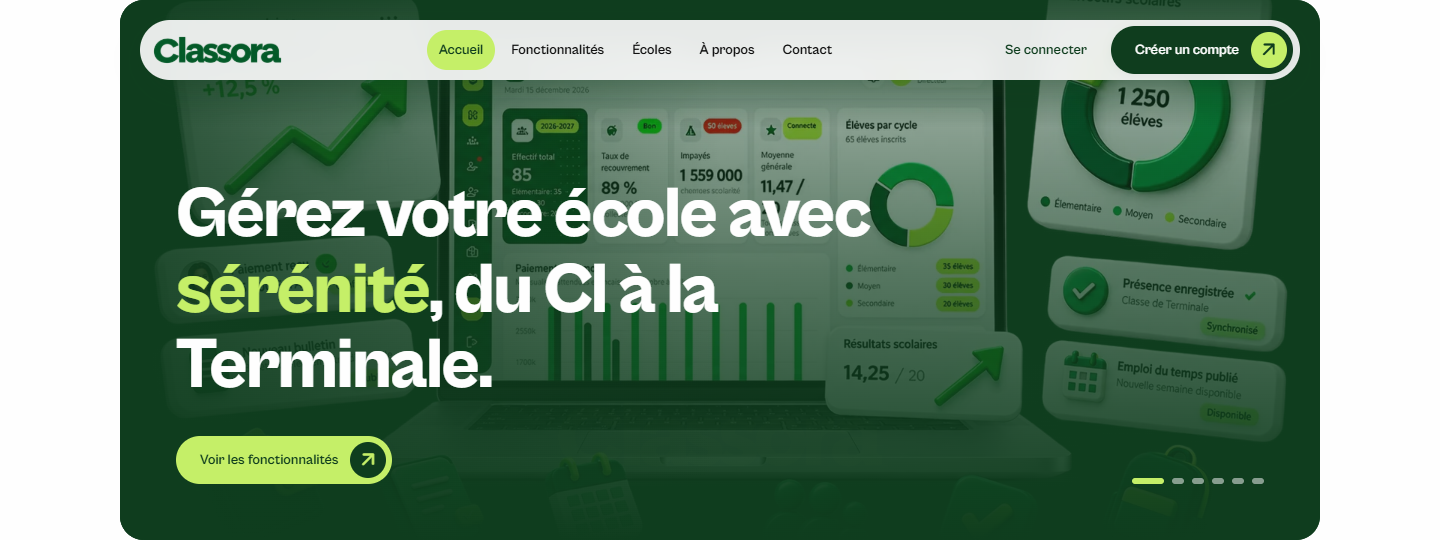 Classora
Accueil
Fonctionnalités
Écoles
À propos
Contact
Se connecter
Créer un compte
+12,5 %
Mardi 15 décembre 2026
2026-2027
Effectif total
85
Élémentaire: 35
Bon
Taux de
recouvrement
89 %
50 élèves
Impayés
1 559 000
Connecté
Moyenne
générale
11,47 /
Élèves par cycle
65 élèves inscrits
Élémentaire
35 élèves
Moyen
30 élèves
Secondaire
20 élèves
1 250
élèves
Élémentaire
Moyen
Secondaire
Gérez votre école avec
sérénité, du CI à la
Terminale.
Présence enregistrée
Classe de Terminale
Synchronisé
Résultats scolaires
14,25 / 20
Emploi du temps publié
Nouvelle semaine disponible
Disponible
Voir les fonctionnalités